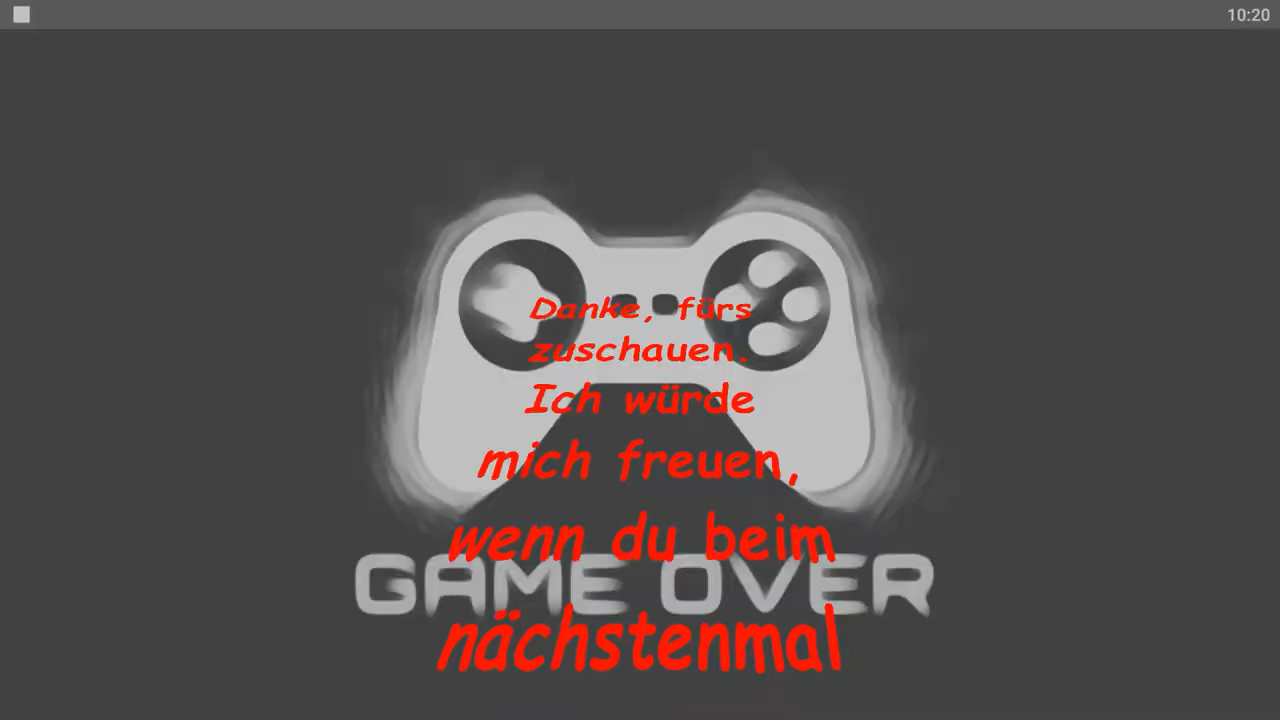 10:20
Danke, fürs
zuschauen.
Ich würde
mich freuen,
wenn du beim
GAME OVER
nächstenmal